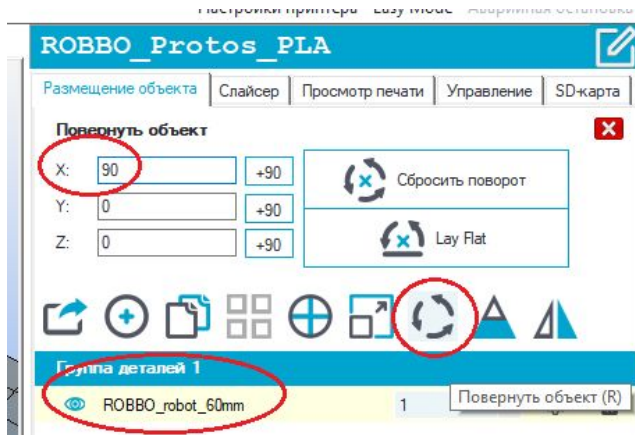 ROBBO_Protos_PLA
Размещение объекта Слайсер Просмотр печати Управление SD-карта
Повернуть объект
X: 90 +90 Сбросить поворот
Y: 0 +90
Z: 0 +90 Lay Flat
Группа деталей 1
ROBBO_robot_60mm 1
Повернуть объект (R)